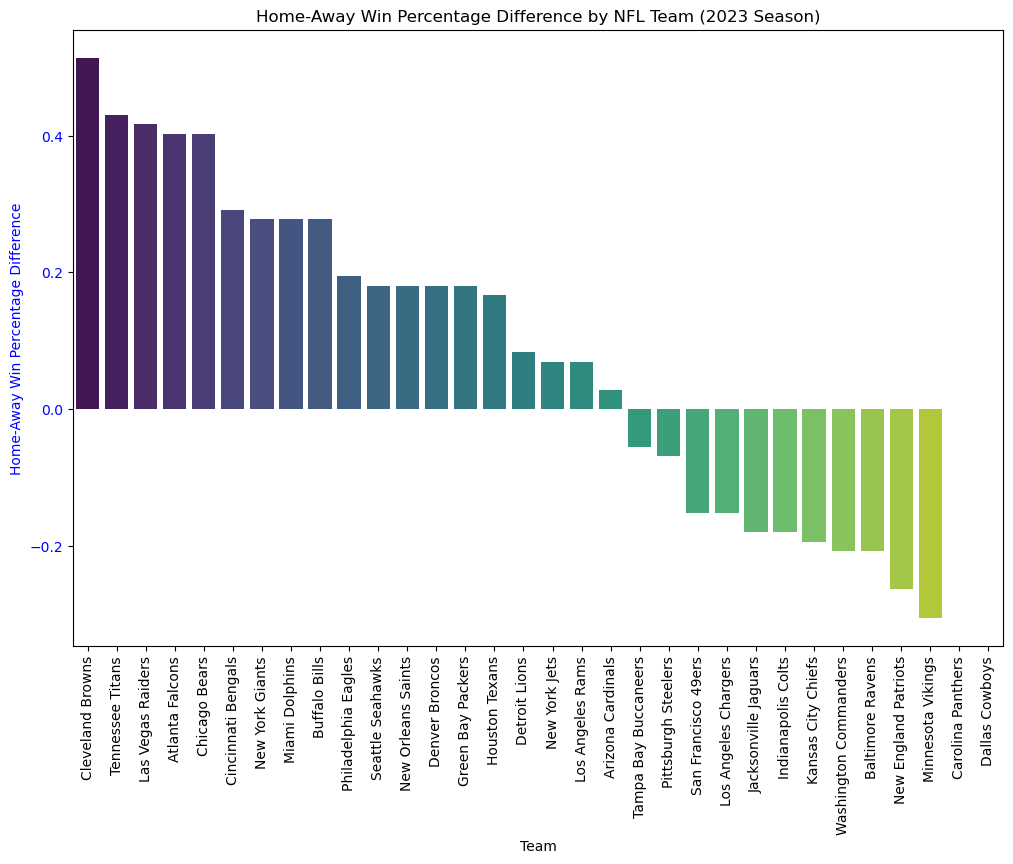 Home-Away Win Percentage Difference by NFL Team (2023 Season)
Home-Away Win Percentage Difference
0.4
0.2
0.0
−0.2
Cleveland Browns
Tennessee Titans
Las Vegas Raiders
Atlanta Falcons
Chicago Bears
Cincinnati Bengals
New York Giants
Miami Dolphins
Buffalo Bills
Philadelphia Eagles
Seattle Seahawks
New Orleans Saints
Denver Broncos
Green Bay Packers
Houston Texans
Detroit Lions
New York Jets
Los Angeles Rams
Arizona Cardinals
Tampa Bay Buccaneers
Pittsburgh Steelers
San Francisco 49ers
Los Angeles Chargers
Jacksonville Jaguars
Indianapolis Colts
Kansas City Chiefs
Washington Commanders
Baltimore Ravens
New England Patriots
Minnesota Vikings
Carolina Panthers
Dallas Cowboys
Team